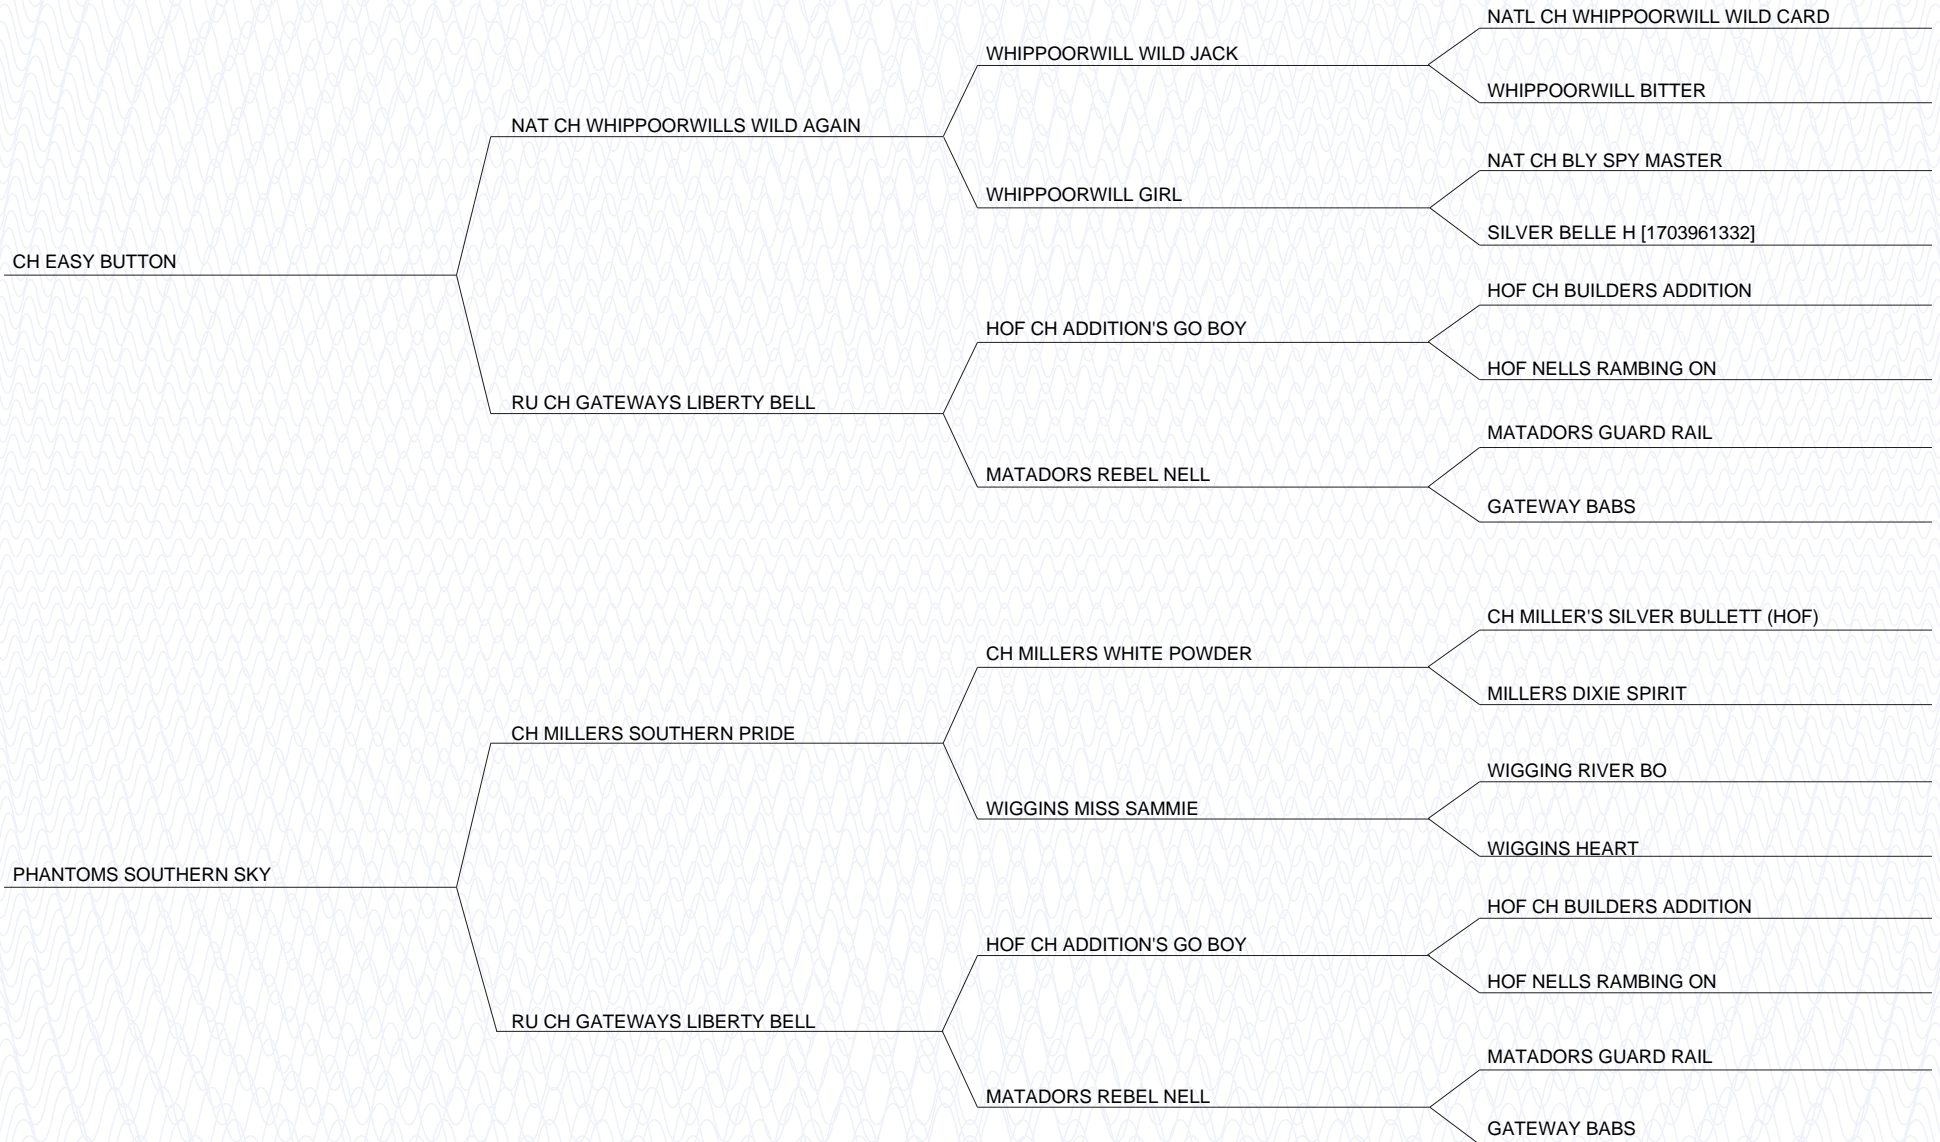 NATL CH WHIPPOORWILL WILD CARD
WHIPPOORWILL WILD JACK
WHIPPOORWILL BITTER
NAT CH WHIPPOORWILLS WILD AGAIN
NAT CH BLY SPY MASTER
WHIPPOORWILL GIRL
SILVER BELLE H [1703961332]
CH EASY BUTTON
HOF CH BUILDERS ADDITION
HOF CH ADDITION'S GO BOY
HOF NELLS RAMBING ON
RU CH GATEWAYS LIBERTY BELL
MATADORS GUARD RAIL
MATADORS REBEL NELL
GATEWAY BABS
CH MILLER'S SILVER BULLETT (HOF)
CH MILLERS WHITE POWDER
MILLERS DIXIE SPIRIT
CH MILLERS SOUTHERN PRIDE
WIGGING RIVER BO
WIGGINS MISS SAMMIE
WIGGINS HEART
PHANTOMS SOUTHERN SKY
HOF CH BUILDERS ADDITION
HOF CH ADDITION'S GO BOY
HOF NELLS RAMBING ON
RU CH GATEWAYS LIBERTY BELL
MATADORS GUARD RAIL
MATADORS REBEL NELL
GATEWAY BABS